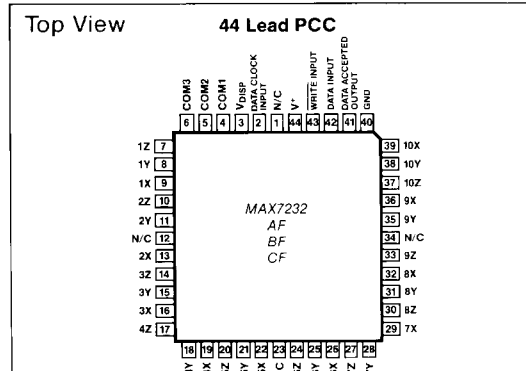 Top View
44 Lead PCC
COM3
COM2
COM1
VDISP
DATA CLOCK INPUT
N/C
V+
WRITE INPUT
DATA INPUT
DATA ACCEPTED OUTPUT
GND
6 5 4 3 2 1 44 43 42 41 40
1Z 7
1Y 8
1X 9
2Z 10
2Y 11
N/C 12
2X 13
3Z 14
3Y 15
3X 16
4Z 17
MAX7232
AF
BF
CF
39 10X
38 10Y
37 10Z
36 9X
35 9Y
34 N/C
33 9Z
32 8X
31 8Y
30 8Z
29 7X
18 19 20 21 22 23 24 25 26 27 28